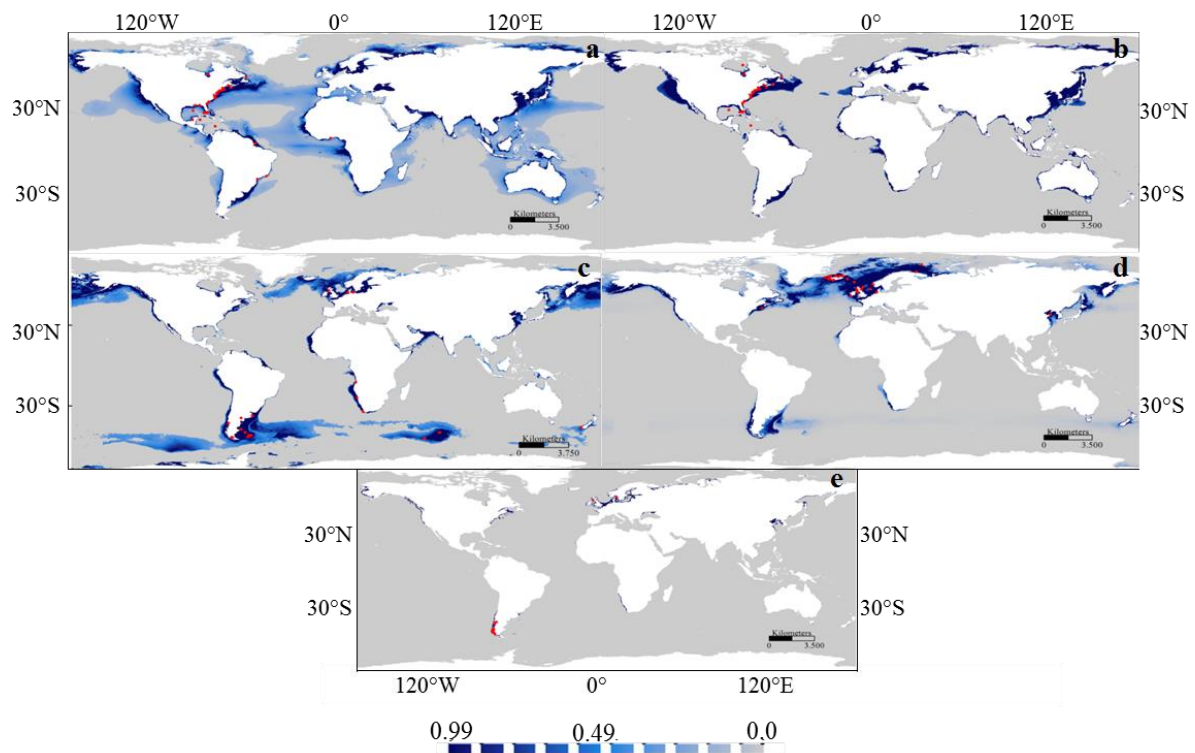 120°W 0° 120°E 120°W 0° 120°E
a b
30°N 30°N
30°S 30°S
Kilometers Kilometers
0 3.500 0 3.500
c d
30°N 30°N
30°S 30°S
Kilometers Kilometers
0 3.750 0 3.500
e
30°N 30°N
30°S 30°S
Kilometers
0 3.500
120°W 0° 120°E
0.99 0.49 0.0